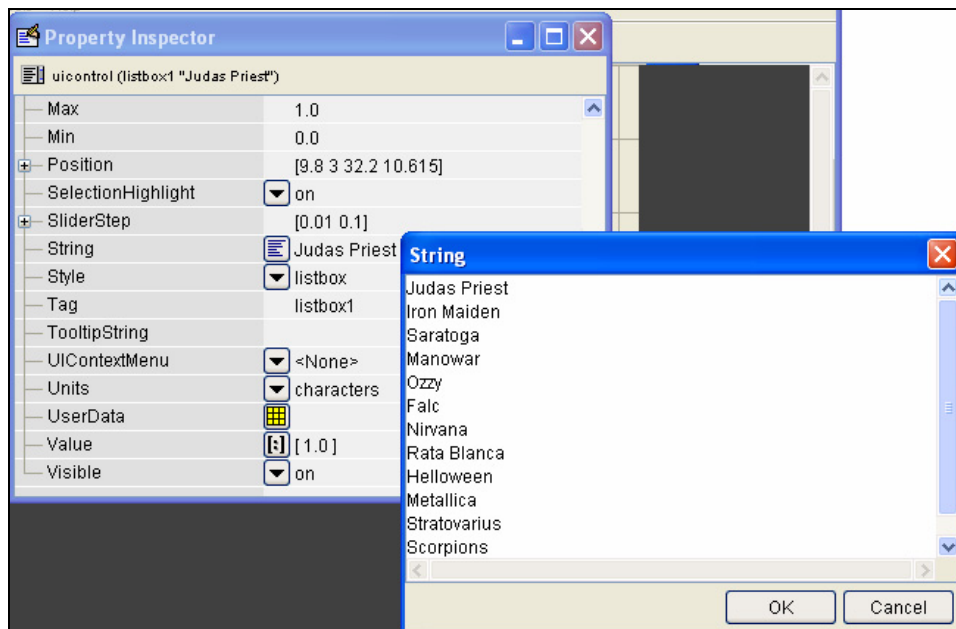 Property Inspector
uicontrol (listbox1 "Judas Priest")
Max 1.0
Min 0.0
Position [9.8 3 32.2 10.615]
SelectionHighlight on
SliderStep [0.01 0.1]
String Judas Priest
Style listbox
Tag listbox1
TooltipString
UIContextMenu <None>
Units characters
UserData
Value [ 1.0 ]
Visible on
String
Judas Priest
Iron Maiden
Saratoga
Manowar
Ozzy
Falc
Nirvana
Rata Blanca
Helloween
Metallica
Stratovarius
Scorpions
OK Cancel